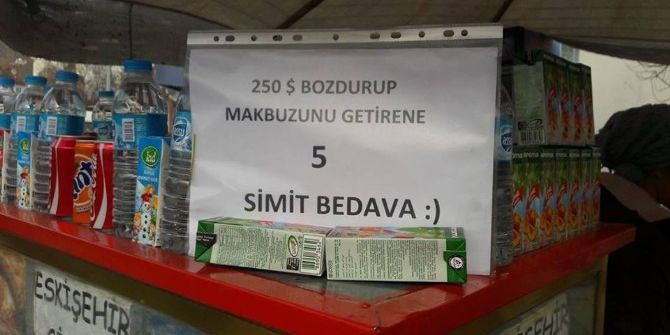 250 $ BOZDURUP
MAKBUZUNU GETİRENE
5
SİMİT BEDAVA :)
ESKİŞEHİR